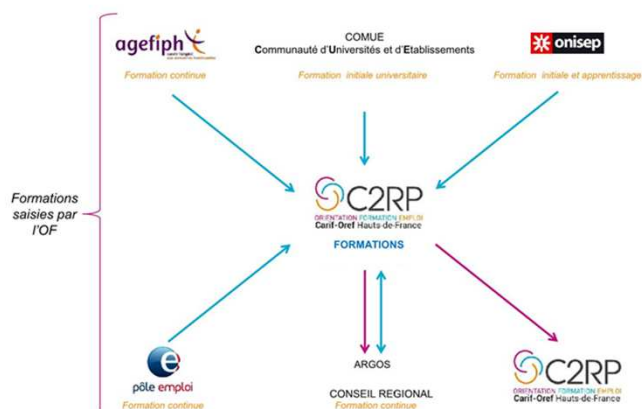 agefiph
Formation continue
COMUE
Communauté d'Universités et d'Etablissements
Formation initiale universitaire
onisep
Formation initiale et apprentissage
Formations
saisies par
l'OF
C2RP
ORIENTATION FORMATION EMPLOI
Carif-Oref Hauts-de-France
FORMATIONS
pôle emploi
Formation continue
ARGOS
CONSEIL REGIONAL
Formation continue
C2RP
ORIENTATION FORMATION EMPLOI
Carif-Oref Hauts-de-France